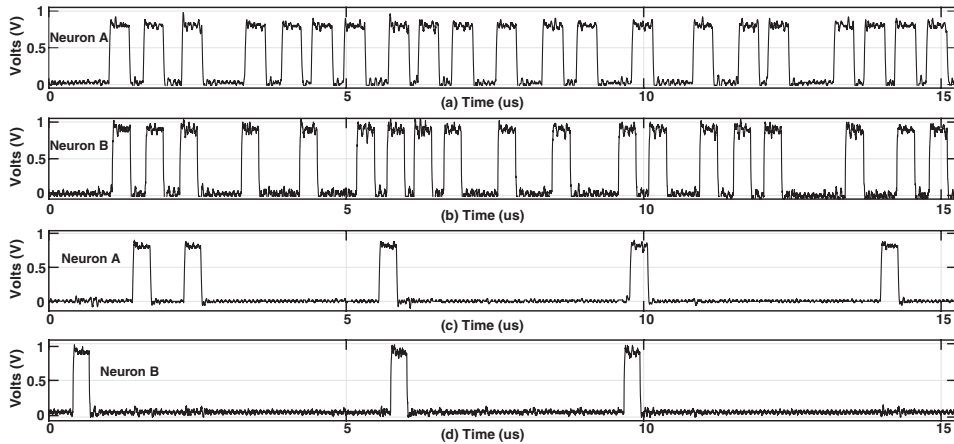 Volts (V)
1
0.5
0
Neuron A
0 5 10 15
(a) Time (us)
Volts (V)
1
0.5
0
Neuron B
0 5 10 15
(b) Time (us)
Volts (V)
1
0.5
0
Neuron A
0 5 10 15
(c) Time (us)
Volts (V)
1
0.5
0
Neuron B
0 5 10 15
(d) Time (us)